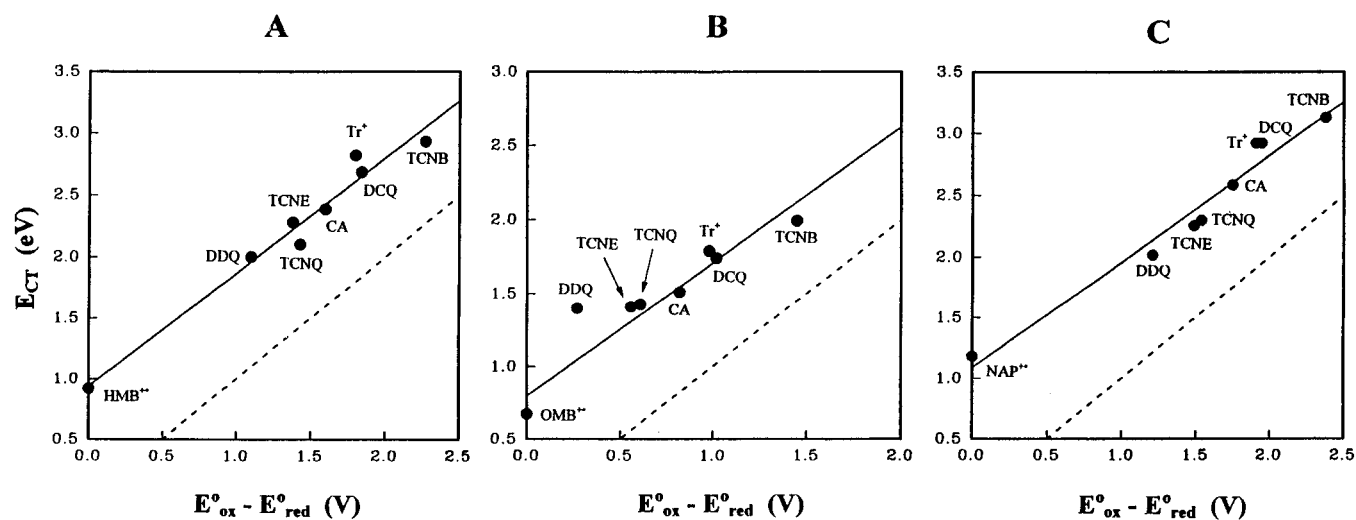 A
B
C
3.5
3.0
2.5
2.0
1.5
1.0
0.5
E_CT (eV)
Tr⁺
TCNB
DCQ
TCNE
CA
TCNQ
DDQ
HMB⁺•
0.0 0.5 1.0 1.5 2.0 2.5
E°ox - E°red (V)
3.0
2.5
2.0
1.5
1.0
0.5
TCNE
TCNQ
Tr⁺
TCNB
DCQ
DDQ
CA
OMB⁺•
0.0 0.5 1.0 1.5 2.0
E°ox - E°red (V)
3.5
3.0
2.5
2.0
1.5
1.0
0.5
TCNB
DCQ
Tr⁺
CA
TCNQ
TCNE
DDQ
NAP⁺•
0.0 0.5 1.0 1.5 2.0 2.5
E°ox - E°red (V)